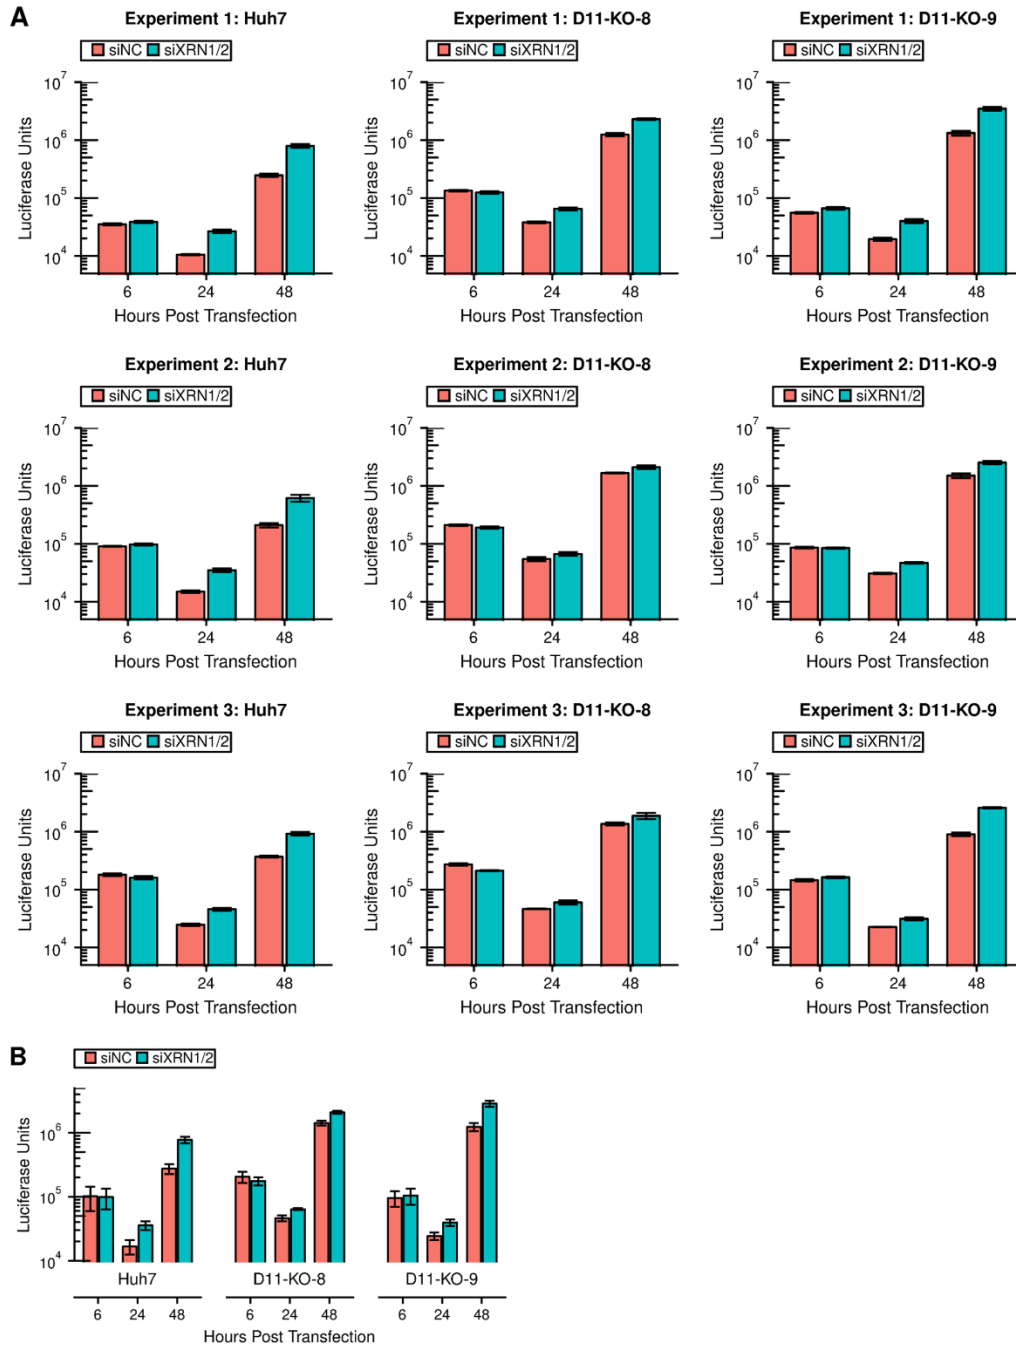 A
Experiment 1: Huh7
siNC siXRN1/2
Luciferase Units
10^7
10^6
10^5
10^4
6 24 48
Hours Post Transfection
Experiment 1: D11-KO-8
siNC siXRN1/2
Luciferase Units
10^7
10^6
10^5
10^4
6 24 48
Hours Post Transfection
Experiment 1: D11-KO-9
siNC siXRN1/2
Luciferase Units
10^7
10^6
10^5
10^4
6 24 48
Hours Post Transfection
Experiment 2: Huh7
siNC siXRN1/2
Luciferase Units
10^7
10^6
10^5
10^4
6 24 48
Hours Post Transfection
Experiment 2: D11-KO-8
siNC siXRN1/2
Luciferase Units
10^7
10^6
10^5
10^4
6 24 48
Hours Post Transfection
Experiment 2: D11-KO-9
siNC siXRN1/2
Luciferase Units
10^7
10^6
10^5
10^4
6 24 48
Hours Post Transfection
Experiment 3: Huh7
siNC siXRN1/2
Luciferase Units
10^7
10^6
10^5
10^4
6 24 48
Hours Post Transfection
Experiment 3: D11-KO-8
siNC siXRN1/2
Luciferase Units
10^7
10^6
10^5
10^4
6 24 48
Hours Post Transfection
Experiment 3: D11-KO-9
siNC siXRN1/2
Luciferase Units
10^7
10^6
10^5
10^4
6 24 48
Hours Post Transfection
B
siNC siXRN1/2
Luciferase Units
10^6
10^5
10^4
Huh7 D11-KO-8 D11-KO-9
6 24 48 6 24 48 6 24 48
Hours Post Transfection